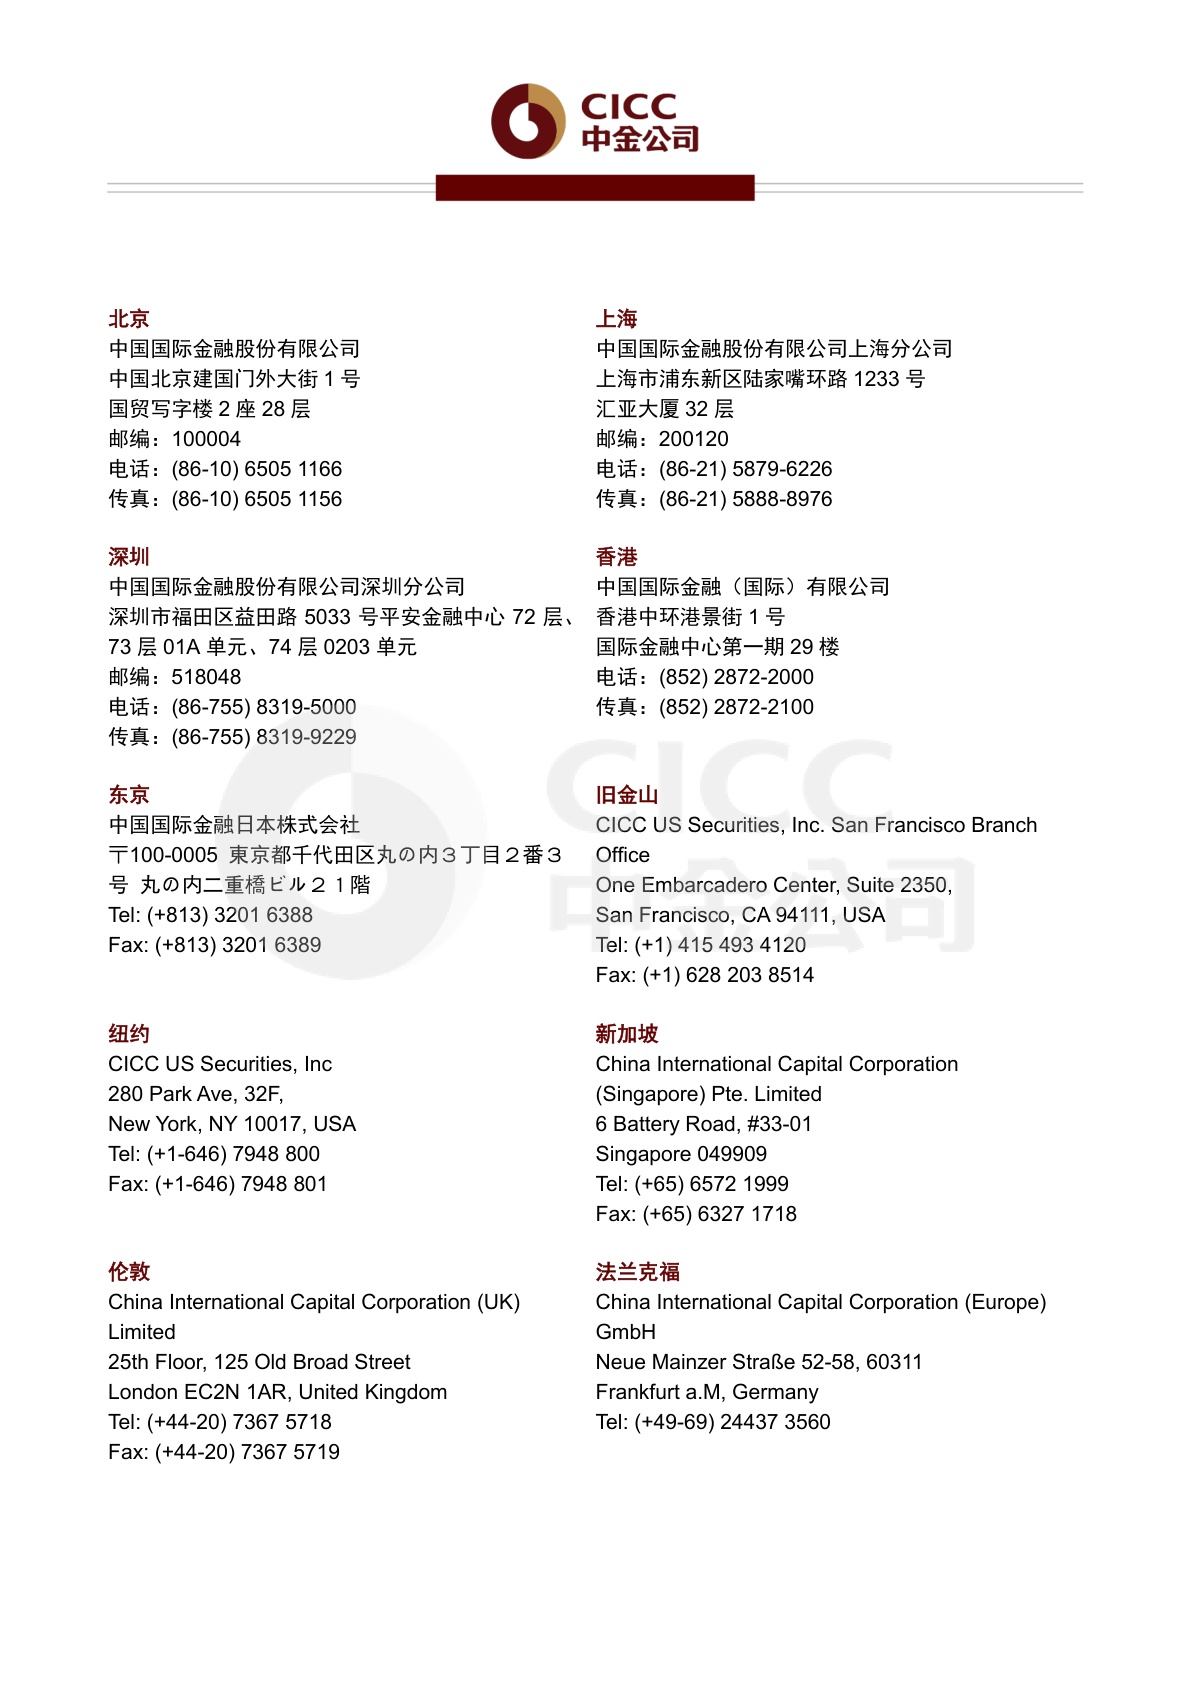 CICC
中金公司
北京
中国国际金融股份有限公司
中国北京建国门外大街 1 号
国贸写字楼 2 座 28 层
邮编：100004
电话：(86-10) 6505 1166
传真：(86-10) 6505 1156
上海
中国国际金融股份有限公司上海分公司
上海市浦东新区陆家嘴环路 1233 号
汇亚大厦 32 层
邮编：200120
电话：(86-21) 5879-6226
传真：(86-21) 5888-8976
深圳
中国国际金融股份有限公司深圳分公司
深圳市福田区益田路 5033 号平安金融中心 72 层、
73 层 01A 单元、74 层 0203 单元
邮编：518048
电话：(86-755) 8319-5000
传真：(86-755) 8319-9229
香港
中国国际金融（国际）有限公司
香港中环港景街 1 号
国际金融中心第一期 29 楼
电话：(852) 2872-2000
传真：(852) 2872-2100
东京
中国国际金融日本株式会社
〒100-0005 東京都千代田区丸の内３丁目２番３
号 丸の内二重橋ビル２１階
Tel: (+813) 3201 6388
Fax: (+813) 3201 6389
旧金山
CICC US Securities, Inc. San Francisco Branch
Office
One Embarcadero Center, Suite 2350,
San Francisco, CA 94111, USA
Tel: (+1) 415 493 4120
Fax: (+1) 628 203 8514
纽约
CICC US Securities, Inc
280 Park Ave, 32F,
New York, NY 10017, USA
Tel: (+1-646) 7948 800
Fax: (+1-646) 7948 801
新加坡
China International Capital Corporation
(Singapore) Pte. Limited
6 Battery Road, #33-01
Singapore 049909
Tel: (+65) 6572 1999
Fax: (+65) 6327 1718
伦敦
China International Capital Corporation (UK)
Limited
25th Floor, 125 Old Broad Street
London EC2N 1AR, United Kingdom
Tel: (+44-20) 7367 5718
Fax: (+44-20) 7367 5719
法兰克福
China International Capital Corporation (Europe)
GmbH
Neue Mainzer Straße 52-58, 60311
Frankfurt a.M, Germany
Tel: (+49-69) 24437 3560
CICC
中金公司